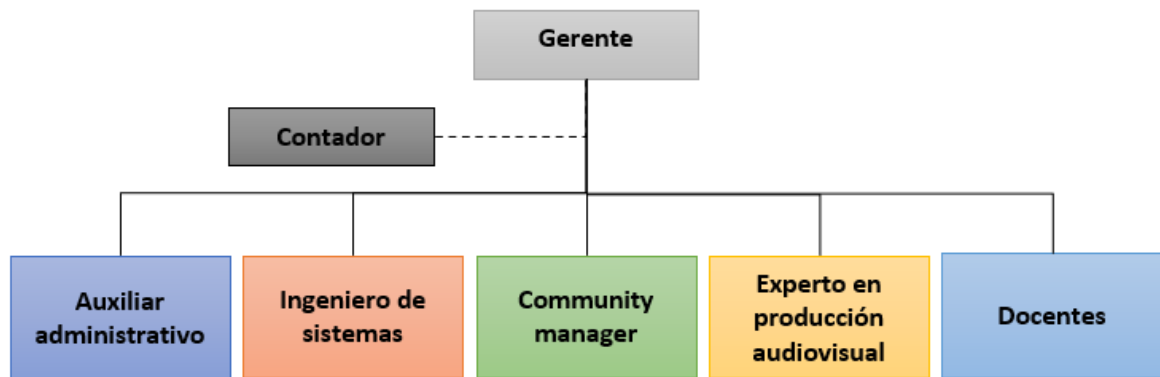 Gerente
Contador
Auxiliar
administrativo
Ingeniero de
sistemas
Community
manager
Experto en
producción
audiovisual
Docentes